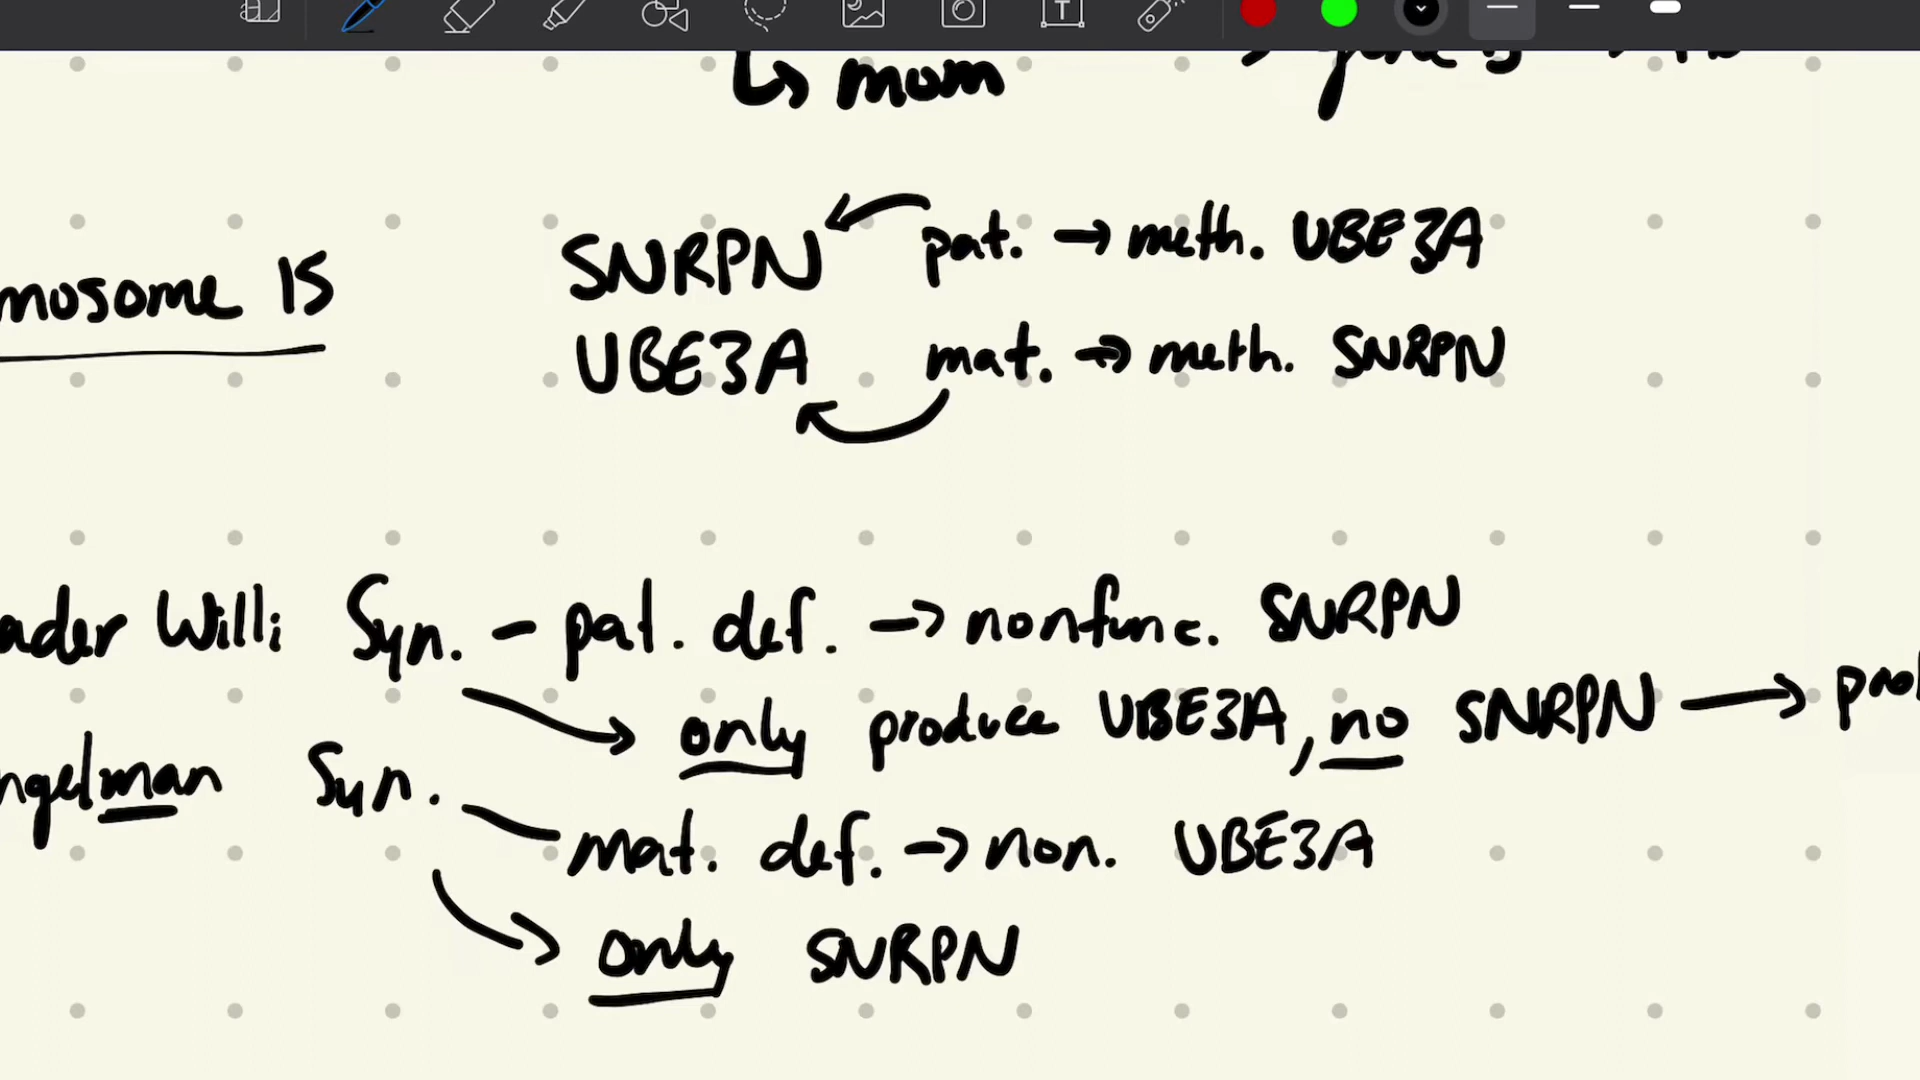 ↳ mom
SNRPN ← pat. → meth. UBE3A
mosome 15
UBE3A mat. → meth. SNRPN
ader Willi Syn. - pat. def. → nonfunc. SNRPN
→ only produce UBE3A, no SNRPN →
ngelman Syn.
mat. def. → non. UBE3A
→ only SNRPN